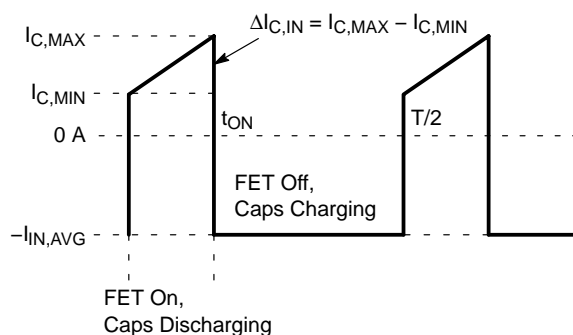 I_C,MAX
ΔI_C,IN = I_C,MAX − I_C,MIN
I_C,MIN
t_ON
T/2
0 A
FET Off,
Caps Charging
−I_IN,AVG
FET On,
Caps Discharging